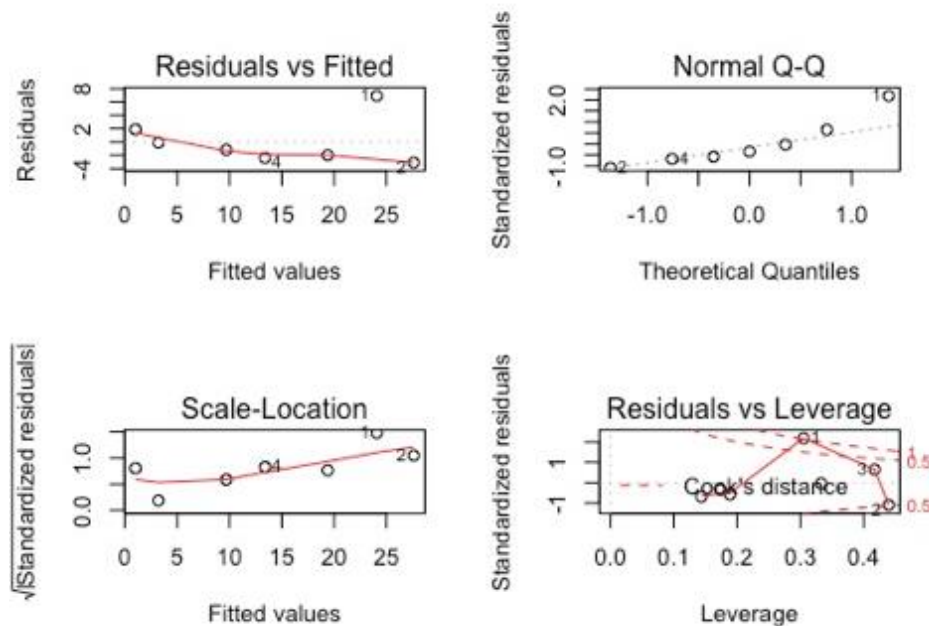 Residuals vs Fitted
Residuals
8
2
-4
1
4
2
0 5 10 15 20 25
Fitted values
Normal Q-Q
Standardized residuals
2.0
-1.0
1
2
4
-1.0 0.0 1.0
Theoretical Quantiles
Scale-Location
√|Standardized residuals|
1.0
0.0
1
4
2
0 5 10 15 20 25
Fitted values
Residuals vs Leverage
Standardized residuals
1
-1
1
3
2
Cook's distance
1
0.5
0.5
0.0 0.1 0.2 0.3 0.4
Leverage